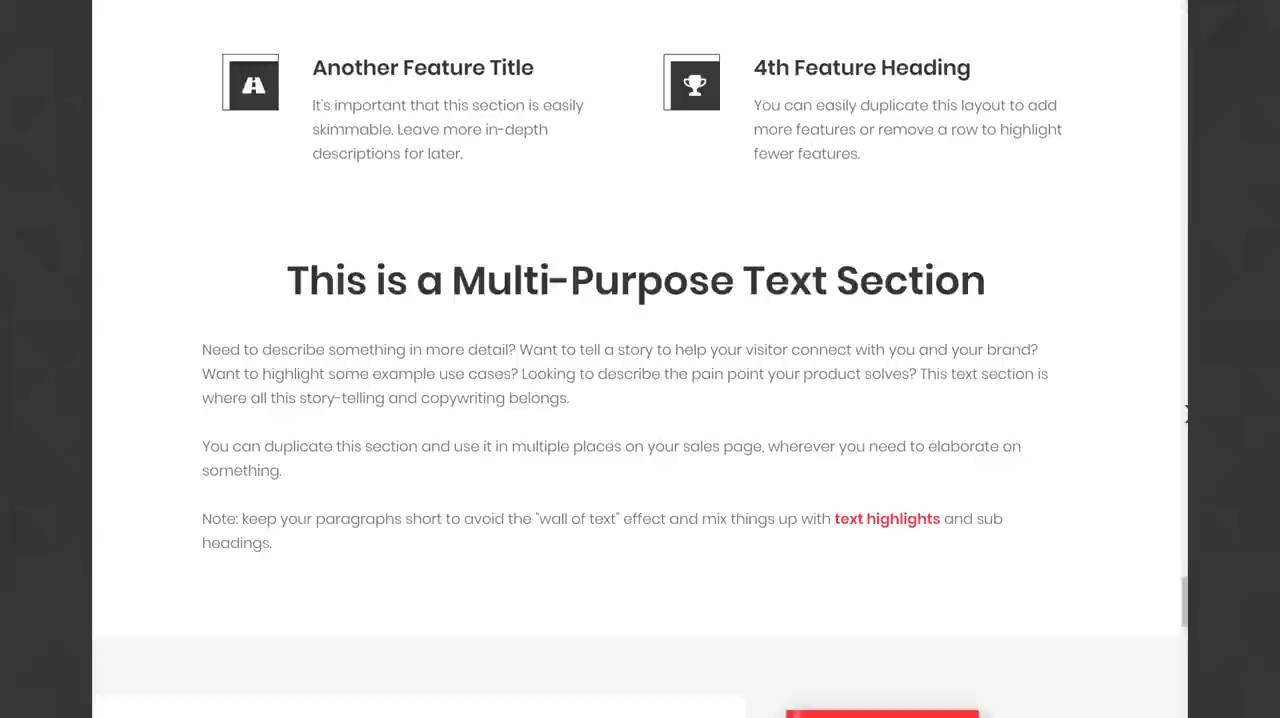 Another Feature Title
It's important that this section is easily
skimmable. Leave more in-depth
descriptions for later.
4th Feature Heading
You can easily duplicate this layout to add
more features or remove a row to highlight
fewer features.
This is a Multi-Purpose Text Section
Need to describe something in more detail? Want to tell a story to help your visitor connect with you and your brand?
Want to highlight some example use cases? Looking to describe the pain point your product solves? This text section is
where all this story-telling and copywriting belongs.
You can duplicate this section and use it in multiple places on your sales page, wherever you need to elaborate on
something.
Note: keep your paragraphs short to avoid the "wall of text" effect and mix things up with text highlights and sub
headings.